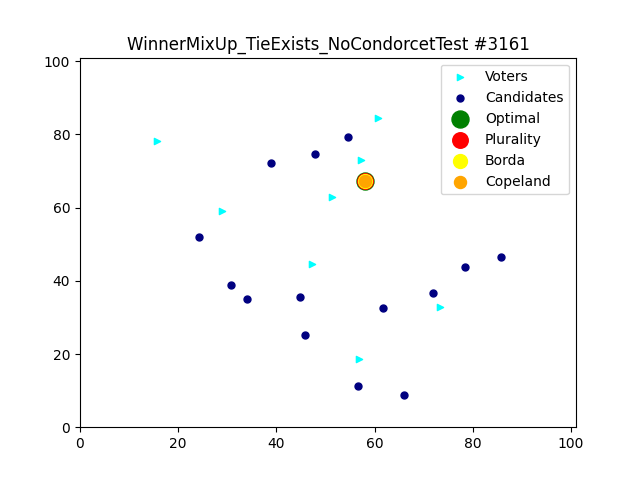 WinnerMixUp_TieExists_NoCondorcetTest #3161
100
80
60
40
20
0
0
20
40
60
80
100
Voters
Candidates
Optimal
Plurality
Borda
Copeland